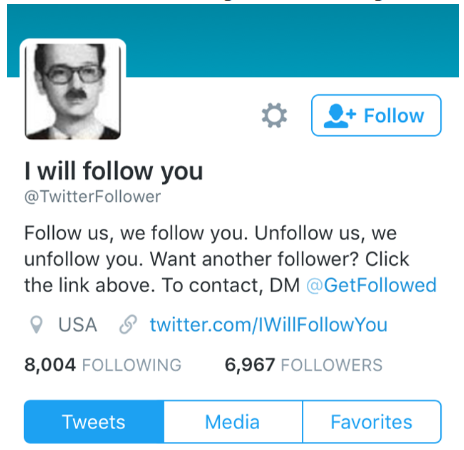 Follow
I will follow you
@TwitterFollower
Follow us, we follow you. Unfollow us, we
unfollow you. Want another follower? Click
the link above. To contact, DM @GetFollowed
USA twitter.com/IWillFollowYou
8,004 FOLLOWING 6,967 FOLLOWERS
Tweets Media Favorites